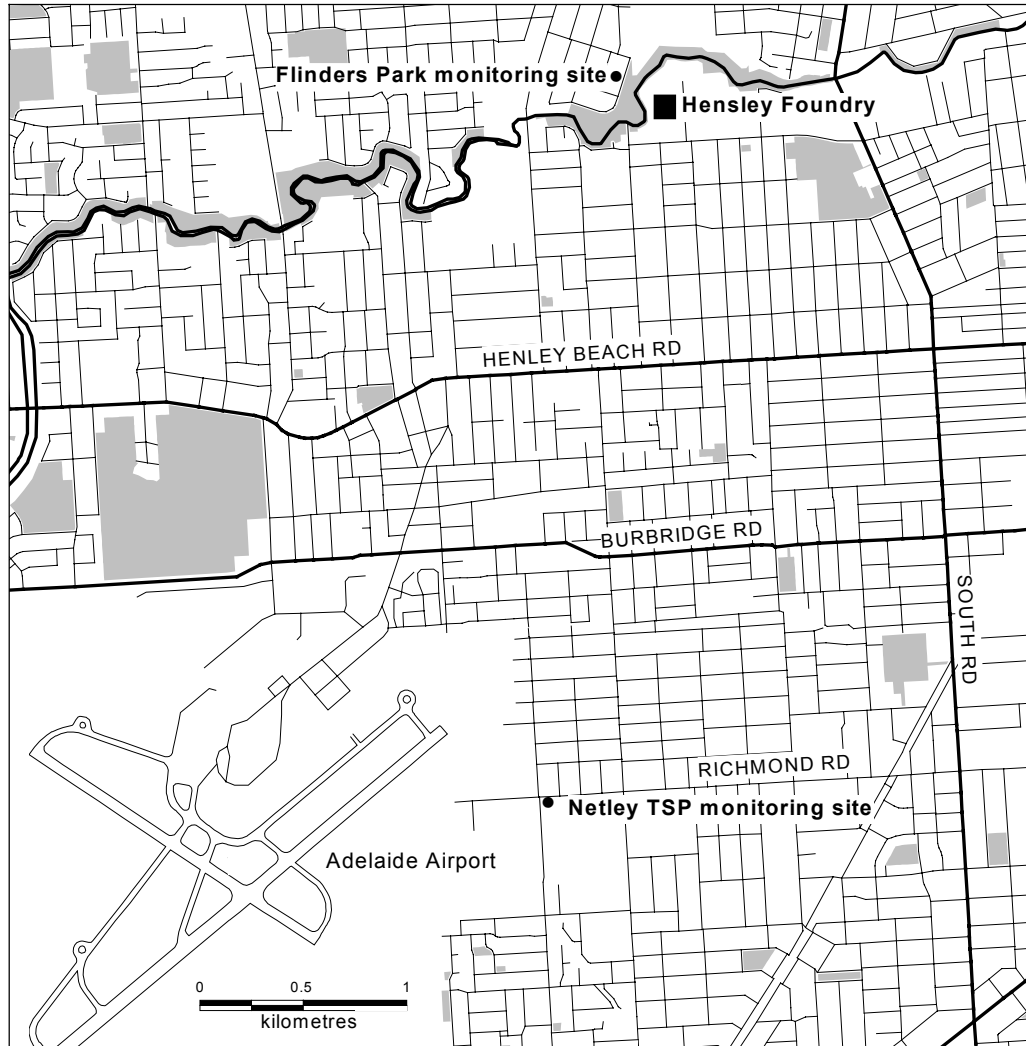 Flinders Park monitoring site
Hensley Foundry
HENLEY BEACH RD
BURBRIDGE RD
SOUTH RD
RICHMOND RD
Netley TSP monitoring site
Adelaide Airport
0 0.5 1
kilometres